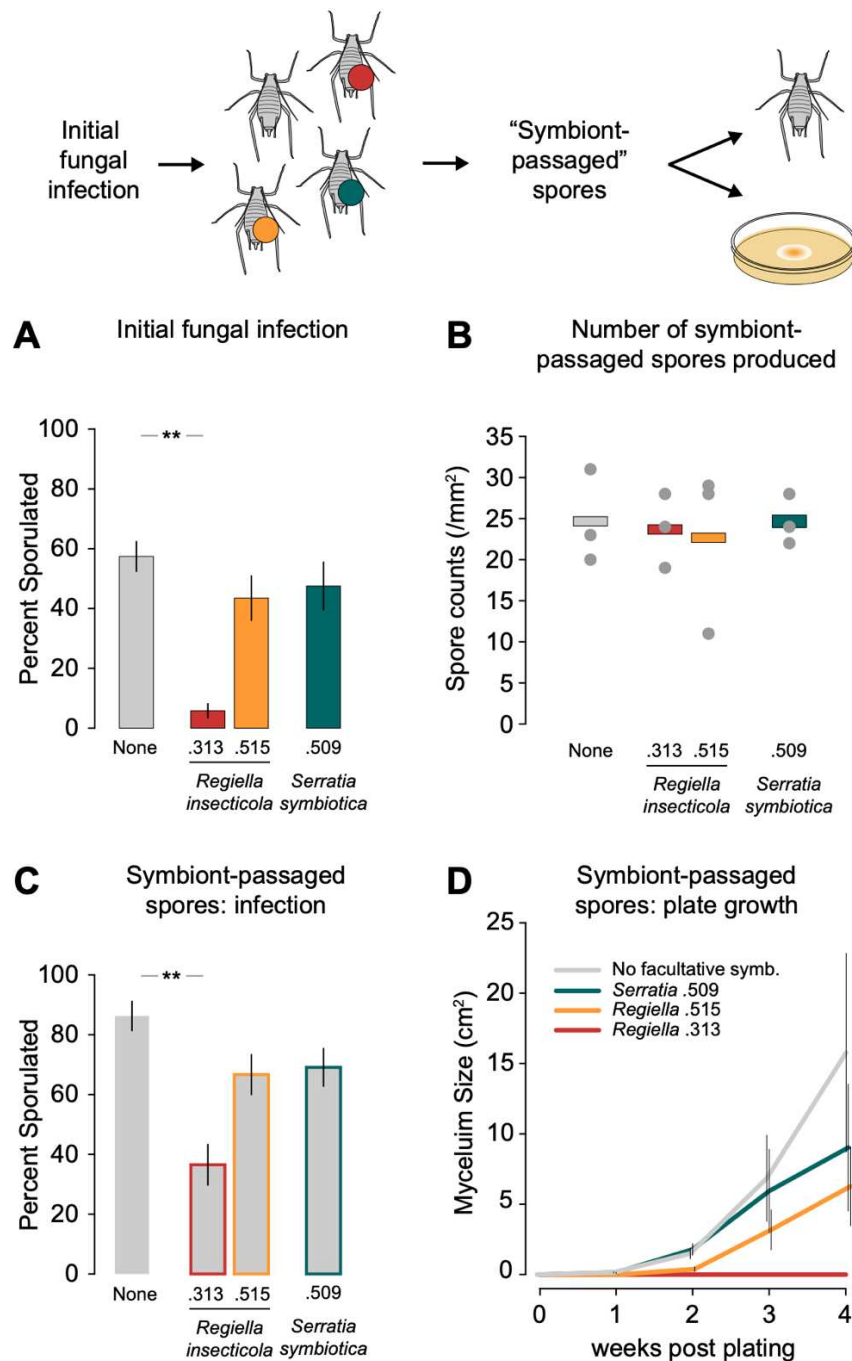 Initial
fungal
infection
“Symbiont-
passaged”
spores
A
Initial fungal infection
Percent Sporulated
100
80
60
40
20
0
**
None
.313
.515
.509
Regiella
insecticola
Serratia
symbiotica
B
Number of symbiont-
passaged spores produced
Spore counts (/mm²)
35
30
25
20
15
10
5
0
None
.313
.515
.509
Regiella
insecticola
Serratia
symbiotica
C
Symbiont-passaged
spores: infection
Percent Sporulated
100
80
60
40
20
0
**
None
.313
.515
.509
Regiella
insecticola
Serratia
symbiotica
D
Symbiont-passaged
spores: plate growth
Myceluim Size (cm²)
25
20
15
10
5
0
No facultative symb.
Serratia .509
Regiella .515
Regiella .313
0
1
2
3
4
weeks post plating